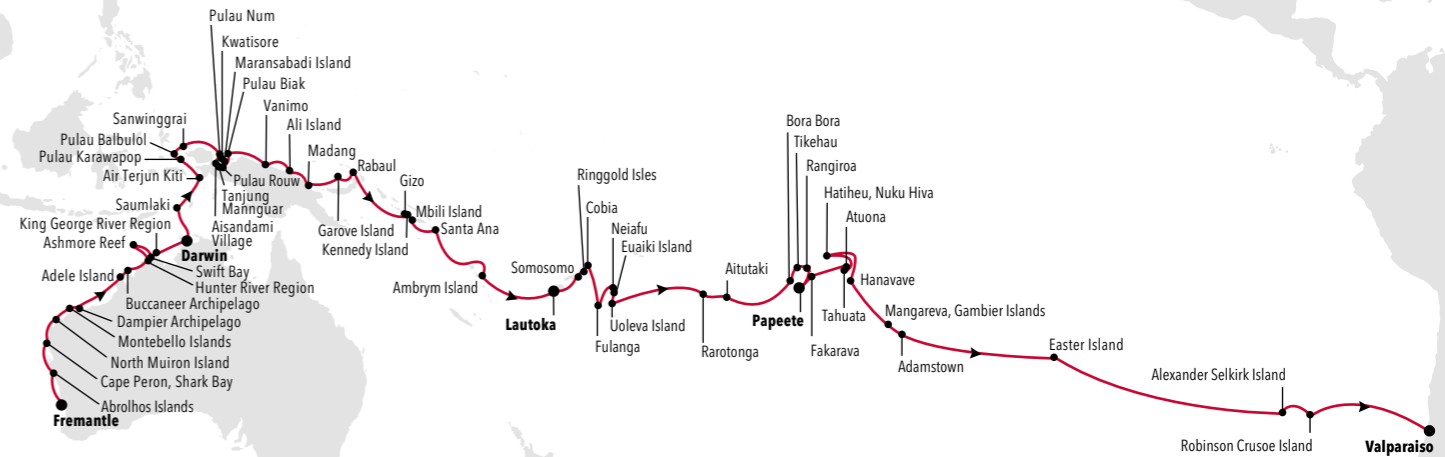 Pulau Num
Kwatisore
Maransabadi Island
Pulau Biak
Vanimo
Ali Island
Sanwinggrai
Pulau Balbulol
Madang
Pulau Karawapop
Rabaul
Air Terjun Kiti
Pulau Rouw
Gizo
Tanjung
Mannguar
Saumlaki
Mbili Island
King George River Region
Aisandami
Village
Garove Island
Santa Ana
Ashmore Reef
Kennedy Island
Darwin
Swift Bay
Adele Island
Hunter River Region
Ambrym Island
Buccaneer Archipelago
Dampier Archipelago
Montebello Islands
North Muiron Island
Cape Peron, Shark Bay
Abrolhos Islands
Fremantle
Ringgold Isles
Cobia
Neiafu
Euaiki Island
Somosomo
Aitutaki
Lautoka
Uoleva Island
Fulanga
Rarotonga
Bora Bora
Tikehau
Rangiroa
Hatiheu, Nuku Hiva
Atuona
Hanavave
Papeete
Tahuata
Mangareva, Gambier Islands
Fakarava
Adamstown
Easter Island
Alexander Selkirk Island
Robinson Crusoe Island
Valparaiso